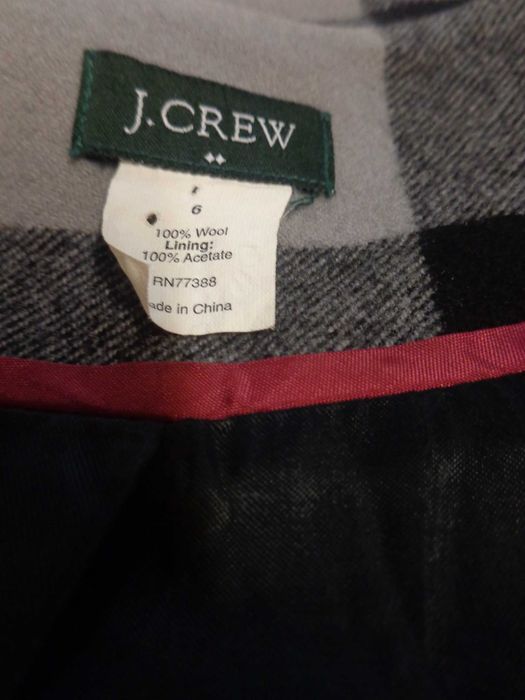 J.CREW
6
100% Wool
Lining:
100% Acetate
RN77388
ade in China